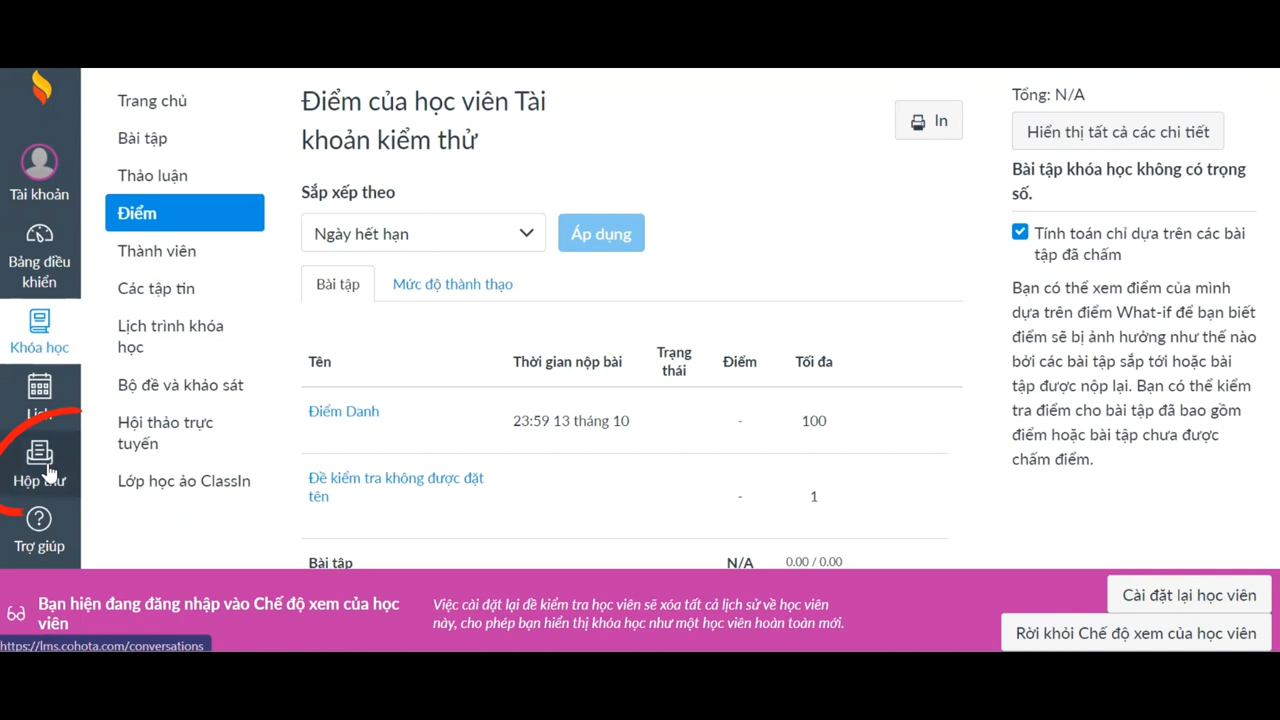 Tài khoản
Bảng điều
khiển
Khóa học
Hộp thư
Trợ giúp
Trang chủ
Bài tập
Thảo luận
Điểm
Thành viên
Các tập tin
Lịch trình khóa
học
Bộ đề và khảo sát
Hội thảo trực
tuyến
Lớp học ảo ClassIn
Điểm của học viên Tài
khoản kiểm thử
In
Sắp xếp theo
Ngày hết hạn
Áp dụng
Bài tập
Mức độ thành thạo
Tên
Thời gian nộp bài
Trạng
thái
Điểm
Tối đa
Điểm Danh
23:59 13 tháng 10
-
100
Đề kiểm tra không được đặt
tên
-
1
Bài tập
N/A
0.00 / 0.00
Tổng: N/A
Hiển thị tất cả các chi tiết
Bài tập khóa học không có trọng
số.
Tính toán chỉ dựa trên các bài
tập đã chấm
Bạn có thể xem điểm của mình
dựa trên điểm What-if để bạn biết
điểm sẽ bị ảnh hưởng như thế nào
bởi các bài tập sắp tới hoặc bài
tập được nộp lại. Bạn có thể kiểm
tra điểm cho bài tập đã bao gồm
điểm hoặc bài tập chưa được
chấm điểm.
Bạn hiện đang đăng nhập vào Chế độ xem của học
viên
Việc cài đặt lại đề kiểm tra học viên sẽ xóa tất cả lịch sử về học viên
này, cho phép bạn hiển thị khóa học như một học viên hoàn toàn mới.
Cài đặt lại học viên
Rời khỏi Chế độ xem của học viên
https://lms.cohota.com/conversations